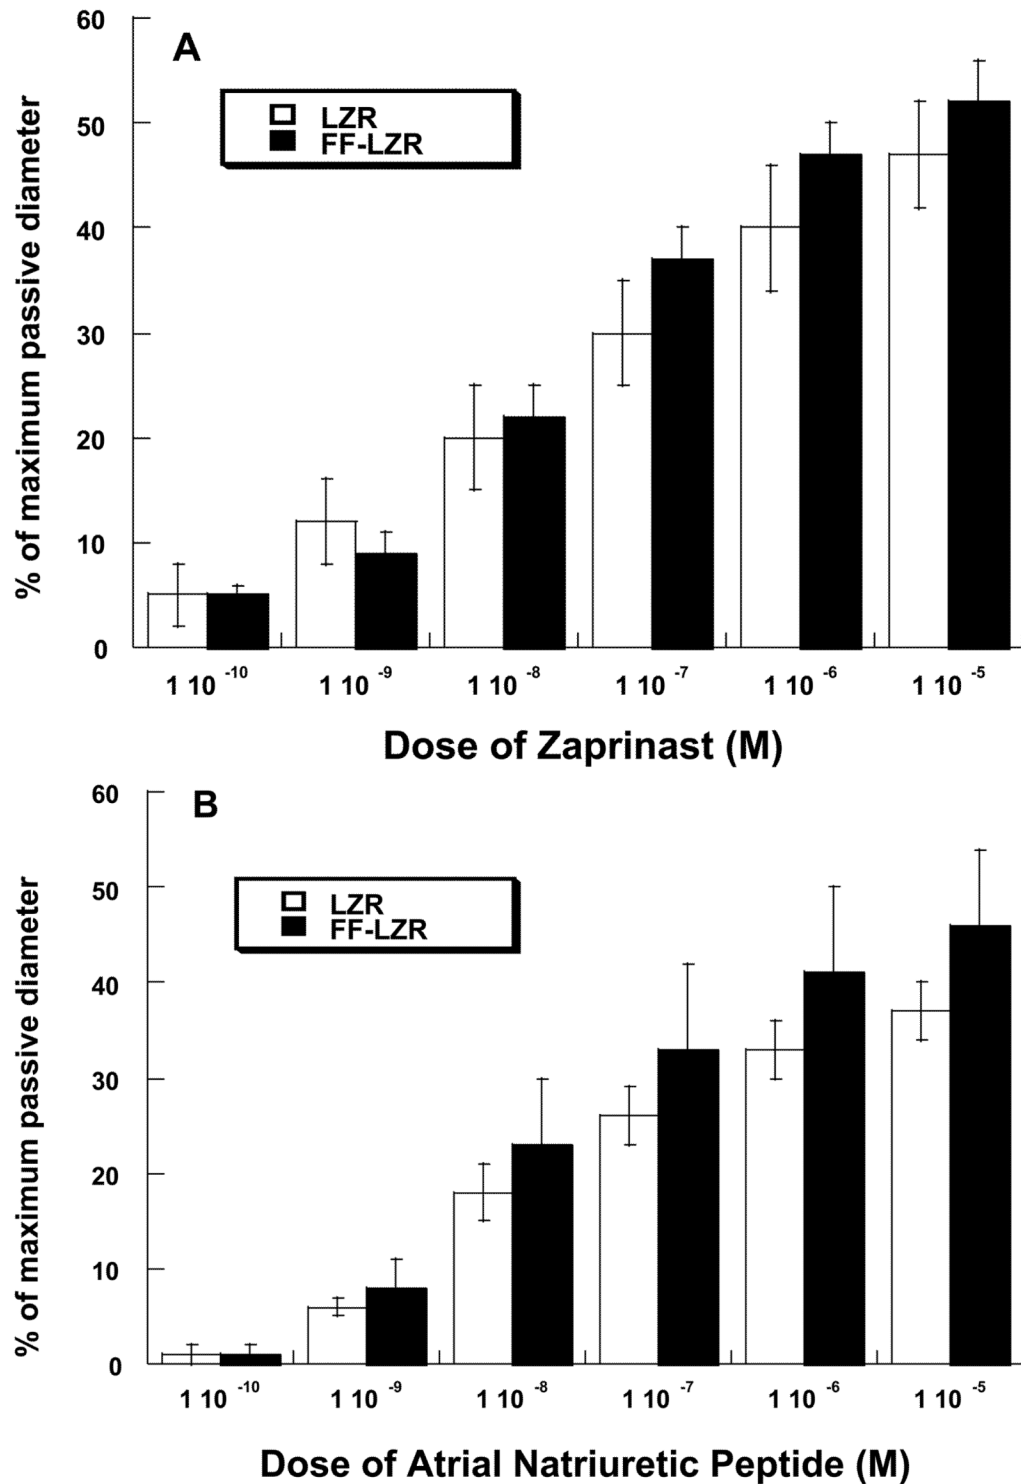 A
LZR
FF-LZR
% of maximum passive diameter
60
50
40
30
20
10
0
1 10 -10 1 10 -9 1 10 -8 1 10 -7 1 10 -6 1 10 -5
Dose of Zaprinast (M)
B
LZR
FF-LZR
% of maximum passive diameter
60
50
40
30
20
10
0
1 10 -10 1 10 -9 1 10 -8 1 10 -7 1 10 -6 1 10 -5
Dose of Atrial Natriuretic Peptide (M)